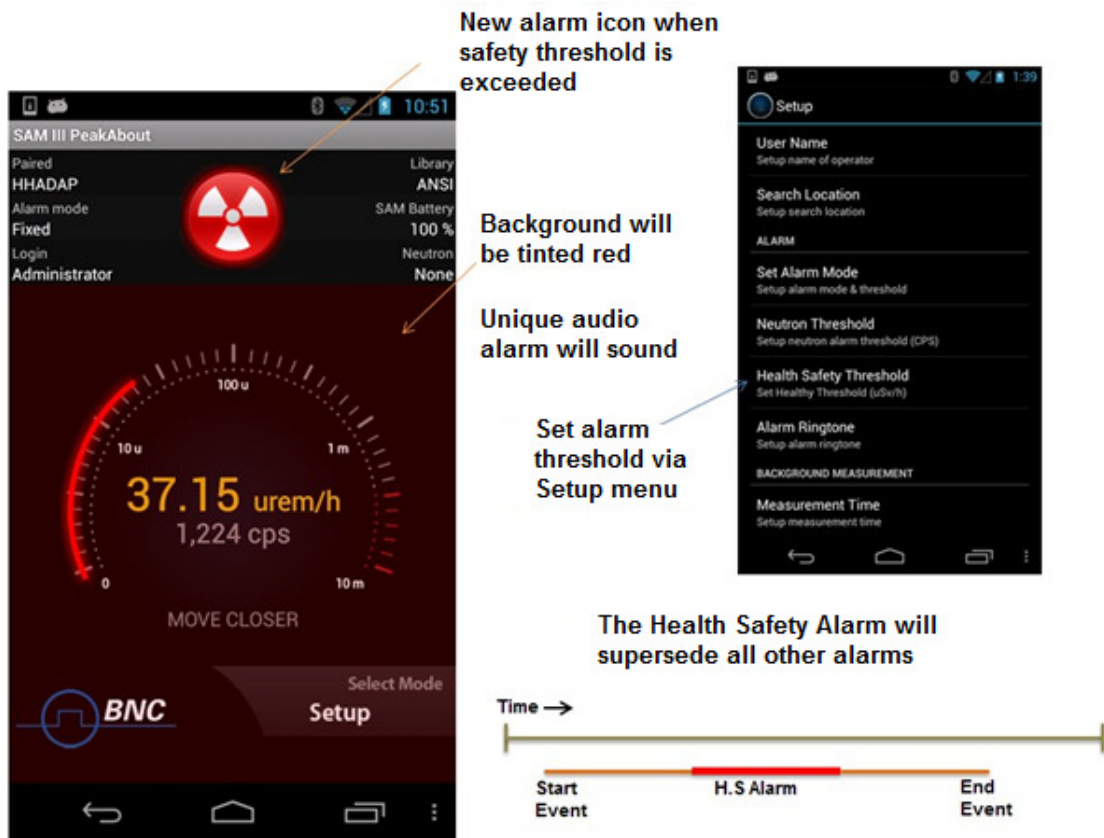 New alarm icon when
safety threshold is
exceeded
10:51
SAM III PeakAbout
Paired
HHADAP
Alarm mode
Fixed
Login
Administrator
Library
ANSI
SAM Battery
100 %
Neutron
None
100 u
10 u
1 m
37.15 urem/h
1,224 cps
0
10 m
MOVE CLOSER
Select Mode
Setup
BNC
Background will
be tinted red
Unique audio
alarm will sound
Set alarm
threshold via
Setup menu
1:39
Setup
User Name
Setup name of operator
Search Location
Setup search location
ALARM
Set Alarm Mode
Setup alarm mode & threshold
Neutron Threshold
Setup neutron alarm threshold (CPS)
Health Safety Threshold
Set Healthy Threshold (uSv/h)
Alarm Ringtone
Setup alarm ringtone
BACKGROUND MEASUREMENT
Measurement Time
Setup measurement time
The Health Safety Alarm will
supersede all other alarms
Time →
Start
Event
H.S Alarm
End
Event